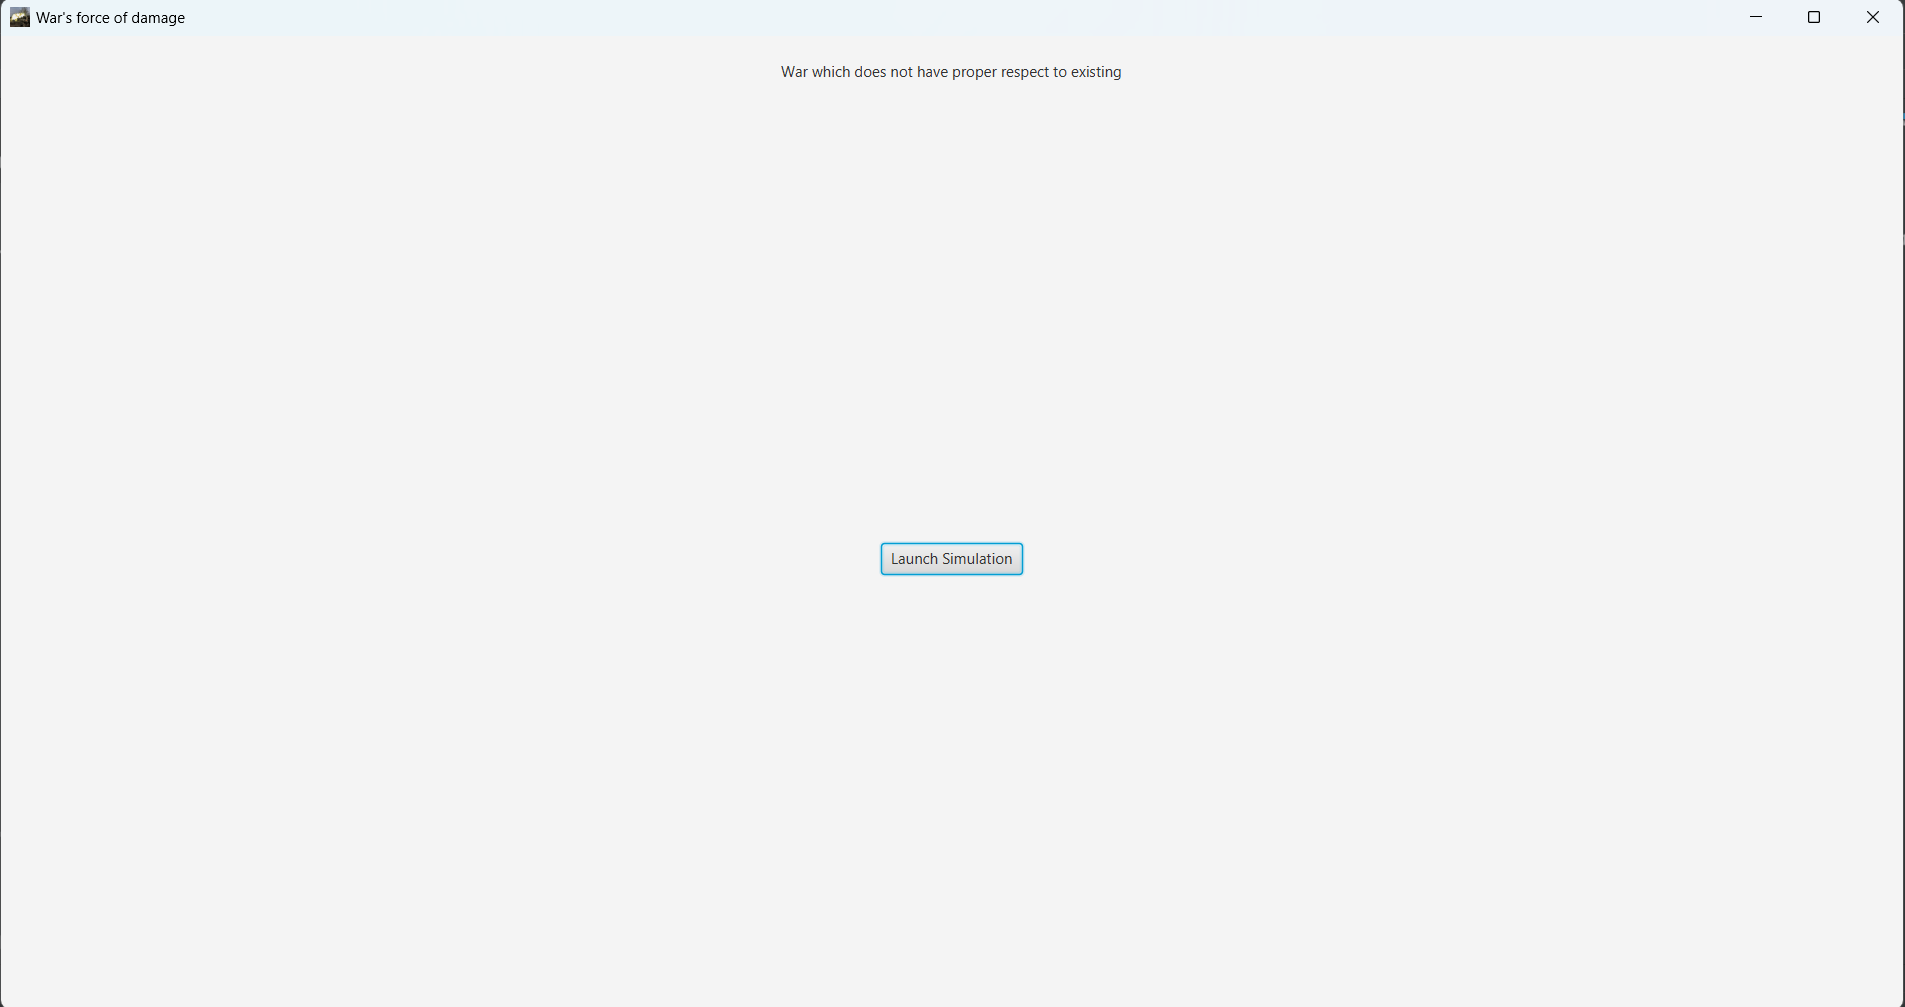 War's force of damage
War which does not have proper respect to existing
Launch Simulation